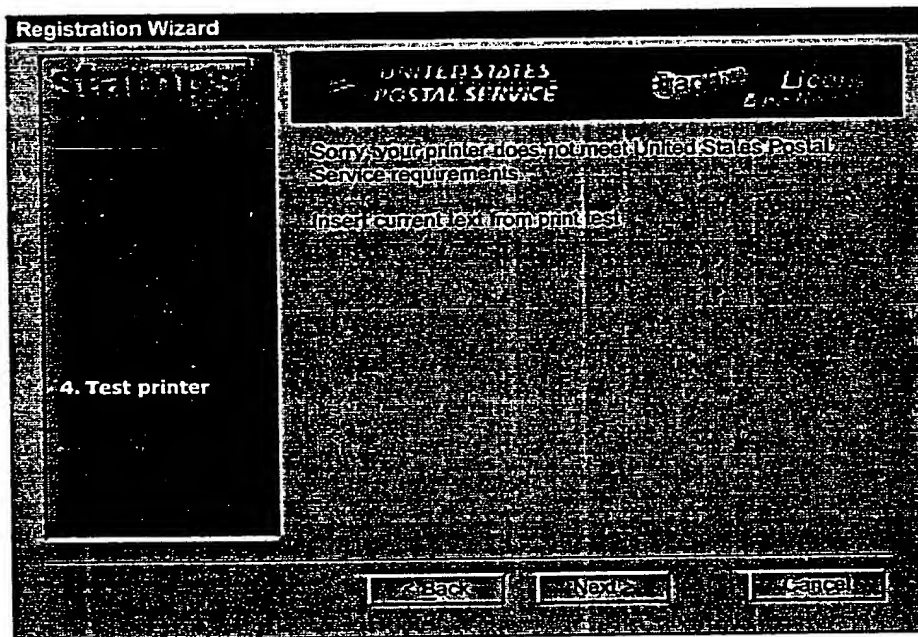 Registration Wizard
UNITED STATES
POSTAL SERVICE
Sorry, your printer does not meet United States Postal
Service requirements.
Insert current text from print test
4. Test printer
< Back
Next >
Cancel